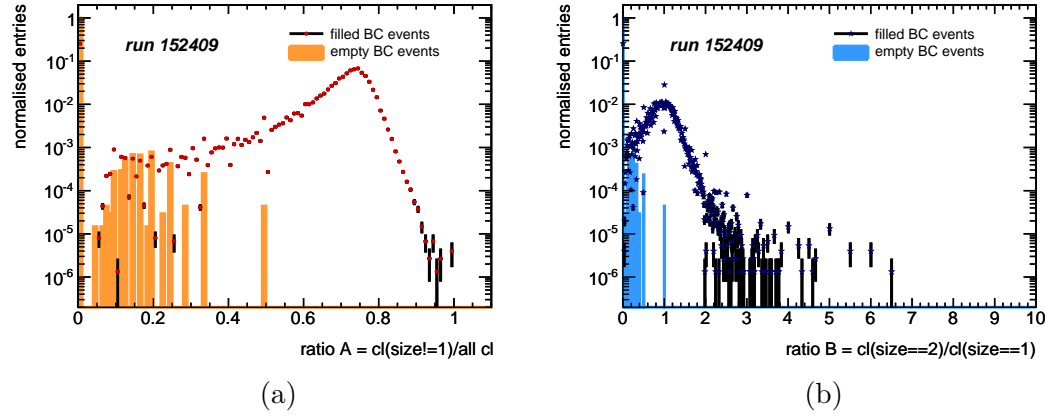 normalised entries
1
10-1
10-2
10-3
10-4
10-5
10-6
run 152409
filled BC events
empty BC events
0 0.2 0.4 0.6 0.8 1
ratio A = cl(size!=1)/all cl
(a)
normalised entries
1
10-1
10-2
10-3
10-4
10-5
10-6
run 152409
filled BC events
empty BC events
0 1 2 3 4 5 6 7 8 9 10
ratio B = cl(size==2)/cl(size==1)
(b)